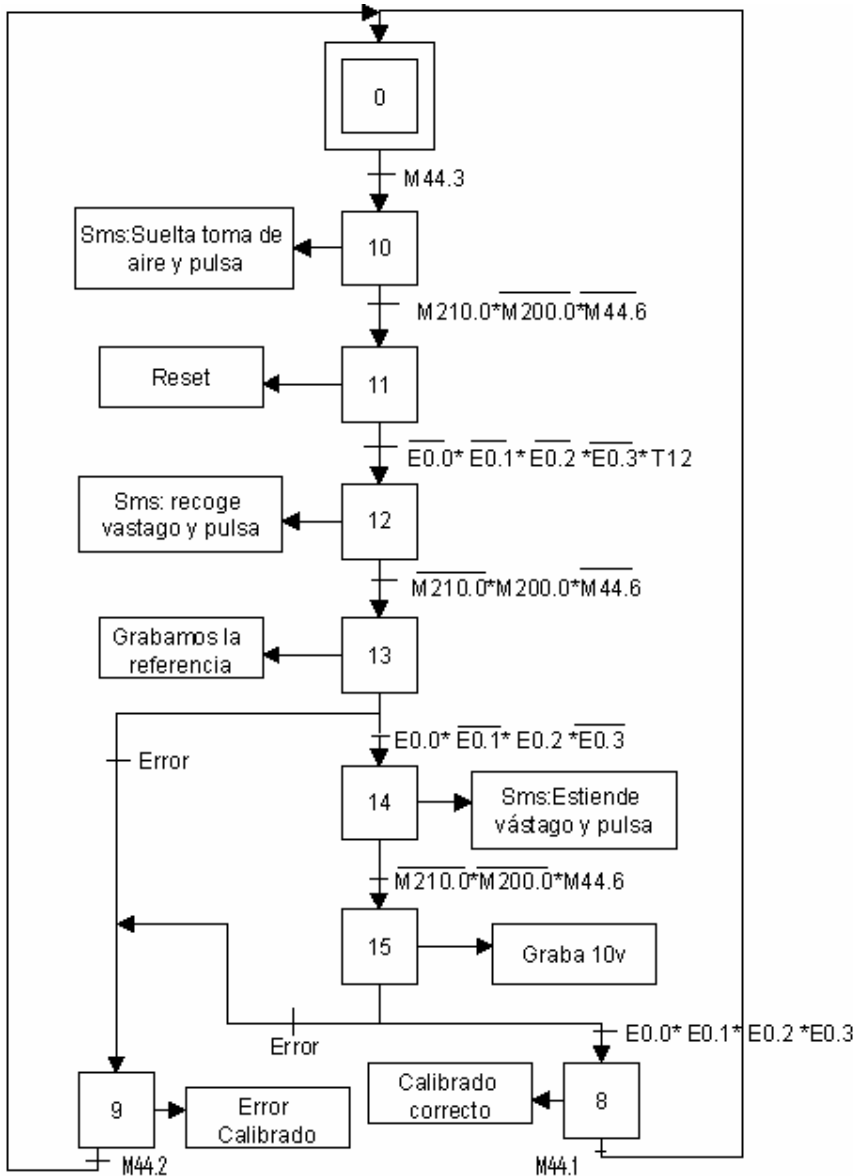 0
M44.3
Sms:Suelta toma de
aire y pulsa
10
M210.0*M200.0*M44.6
Reset
11
E0.0* E0.1* E0.2 *E0.3* T12
Sms: recoge
vastago y pulsa
12
M210.0*M200.0*M44.6
Grabamos la
referencia
13
Error
E0.0* E0.1* E0.2 *E0.3
14
Sms:Estiende
vástago y pulsa
M210.0*M200.0*M44.6
15
Graba 10v
Error
E0.0* E0.1* E0.2 *E0.3
9
Error
Calibrado
Calibrado
correcto
8
M44.2
M44.1